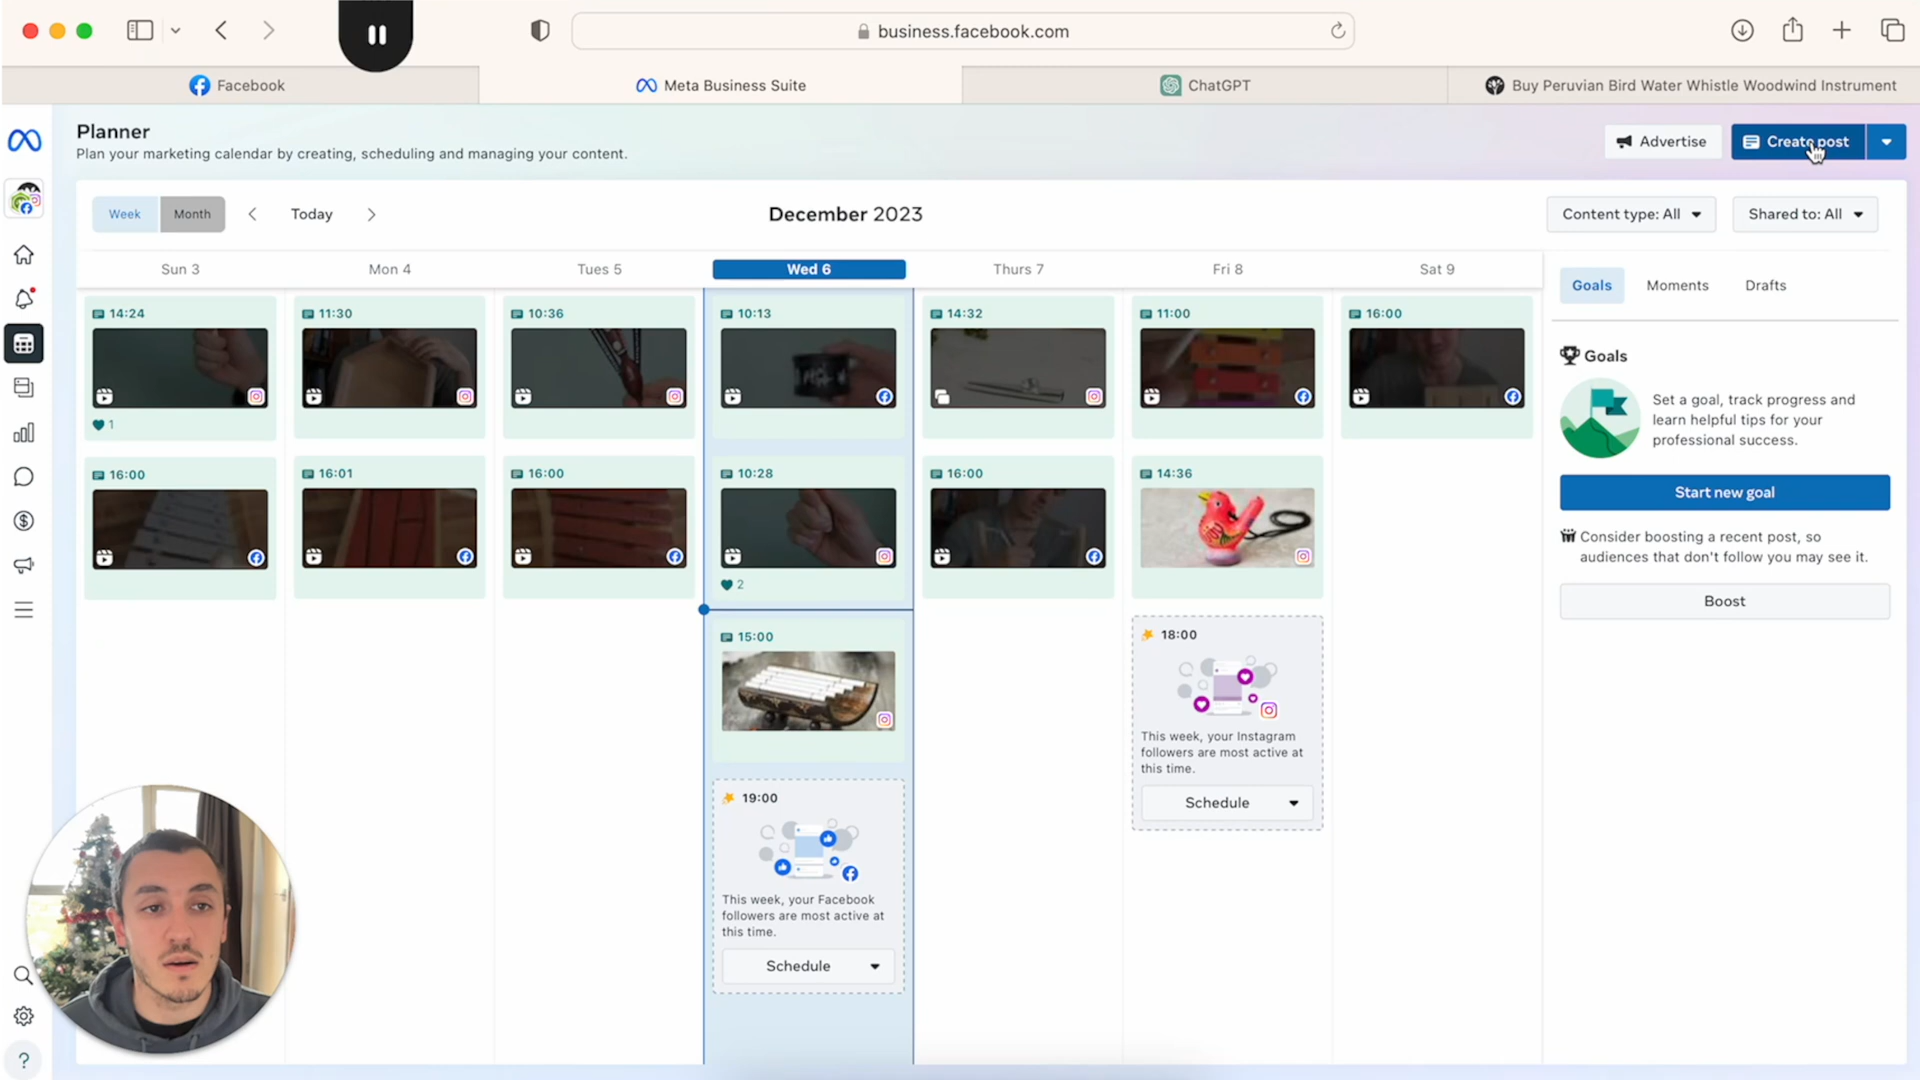 business.facebook.com
Facebook
Meta Business Suite
ChatGPT
Buy Peruvian Bird Water Whistle Woodwind Instrument
Planner
Plan your marketing calendar by creating, scheduling and managing your content.
Advertise
Create post
Week
Month
Today
December 2023
Content type: All
Shared to: All
Sun 3
Mon 4
Tues 5
Wed 6
Thurs 7
Fri 8
Sat 9
Goals
Moments
Drafts
14:24
11:30
10:36
10:13
14:32
11:00
16:00
1
16:00
16:01
16:00
10:28
16:00
14:36
2
15:00
18:00
This week, your Instagram
followers are most active at
this time.
Schedule
19:00
This week, your Facebook
followers are most active at
this time.
Schedule
Goals
Set a goal, track progress and
learn helpful tips for your
professional success.
Start new goal
Consider boosting a recent post, so
audiences that don't follow you may see it.
Boost
?